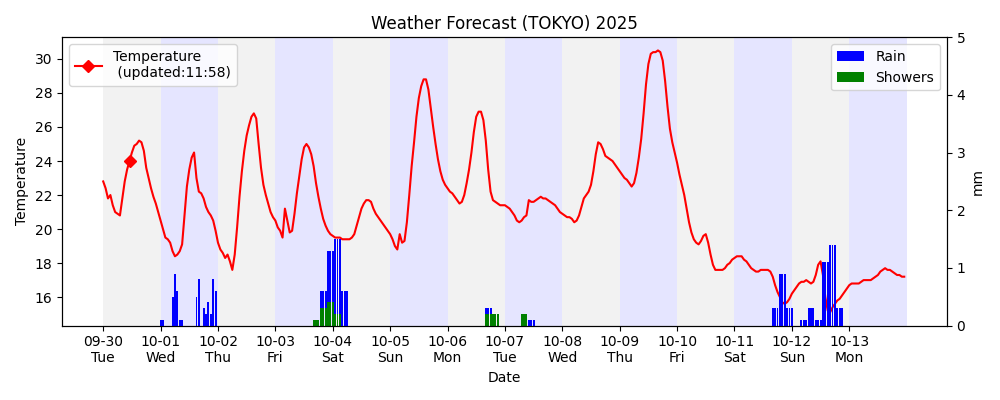 Weather Forecast (TOKYO) 2025
Temperature
(updated:11:58)
Rain
Showers
Temperature
30
28
26
24
22
20
18
16
5
4
3
2
1
0
mm
09-30 10-01 10-02 10-03 10-04 10-05 10-06 10-07 10-08 10-09 10-10 10-11 10-12 10-13
Tue Wed Thu Fri Sat Sun Mon Tue Wed Thu Fri Sat Sun Mon
Date